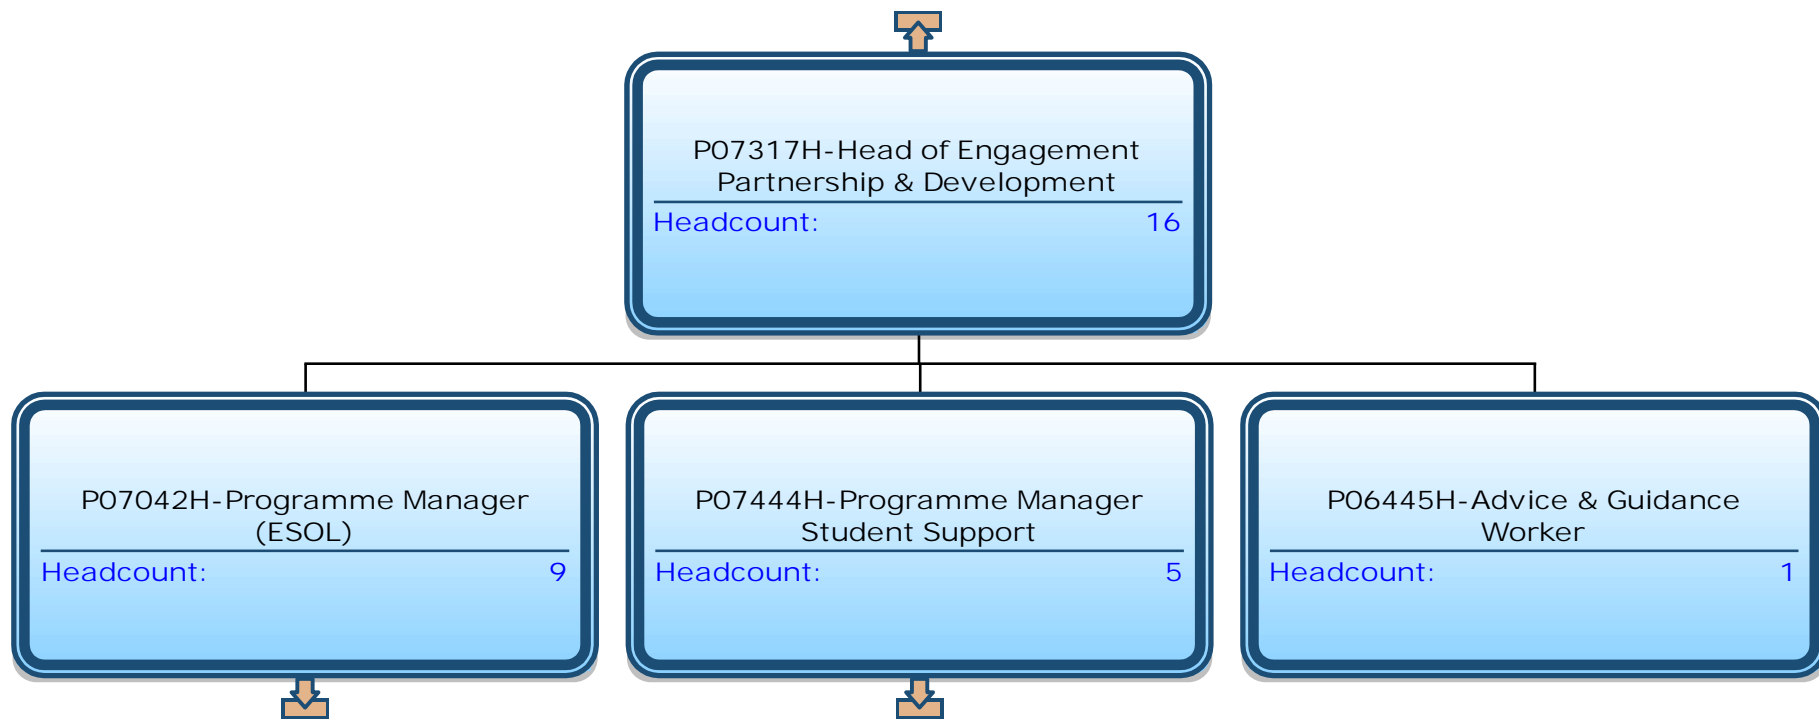 P07317H-Head of Engagement
Partnership & Development
Headcount: 16
P07042H-Programme Manager
(ESOL)
Headcount: 9
P07444H-Programme Manager
Student Support
Headcount: 5
P06445H-Advice & Guidance
Worker
Headcount: 1